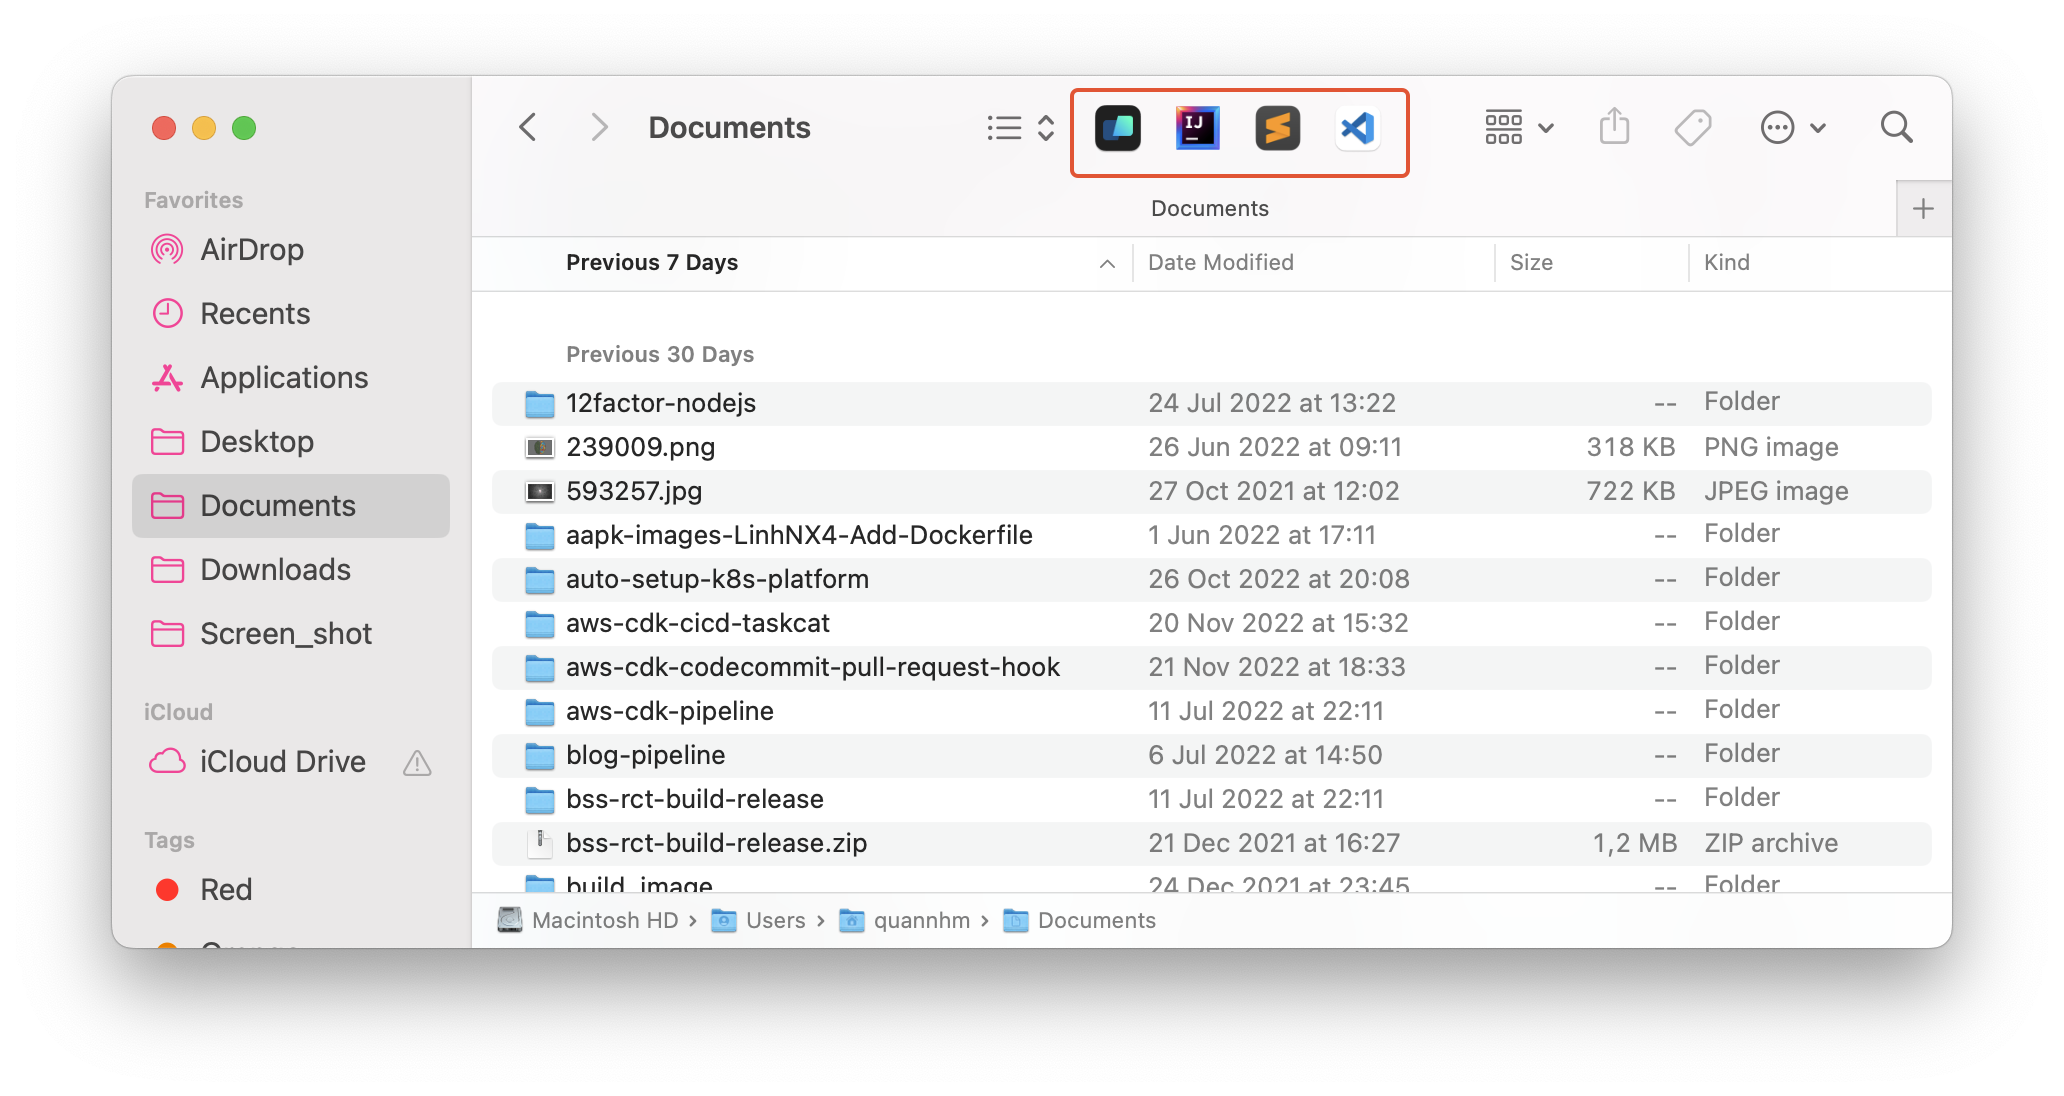 Documents
IJ
Documents
Favorites
AirDrop
Recents
Applications
Desktop
Documents
Downloads
Screen_shot
iCloud
iCloud Drive
Tags
Red
Previous 7 Days Date Modified Size Kind
Previous 30 Days
12factor-nodejs 24 Jul 2022 at 13:22 -- Folder
239009.png 26 Jun 2022 at 09:11 318 KB PNG image
593257.jpg 27 Oct 2021 at 12:02 722 KB JPEG image
aapk-images-LinhNX4-Add-Dockerfile 1 Jun 2022 at 17:11 -- Folder
auto-setup-k8s-platform 26 Oct 2022 at 20:08 -- Folder
aws-cdk-cicd-taskcat 20 Nov 2022 at 15:32 -- Folder
aws-cdk-codecommit-pull-request-hook 21 Nov 2022 at 18:33 -- Folder
aws-cdk-pipeline 11 Jul 2022 at 22:11 -- Folder
blog-pipeline 6 Jul 2022 at 14:50 -- Folder
bss-rct-build-release 11 Jul 2022 at 22:11 -- Folder
bss-rct-build-release.zip 21 Dec 2021 at 16:27 1,2 MB ZIP archive
build_image 24 Dec 2021 at 23:45 -- Folder
Macintosh HD › Users › quannhm › Documents